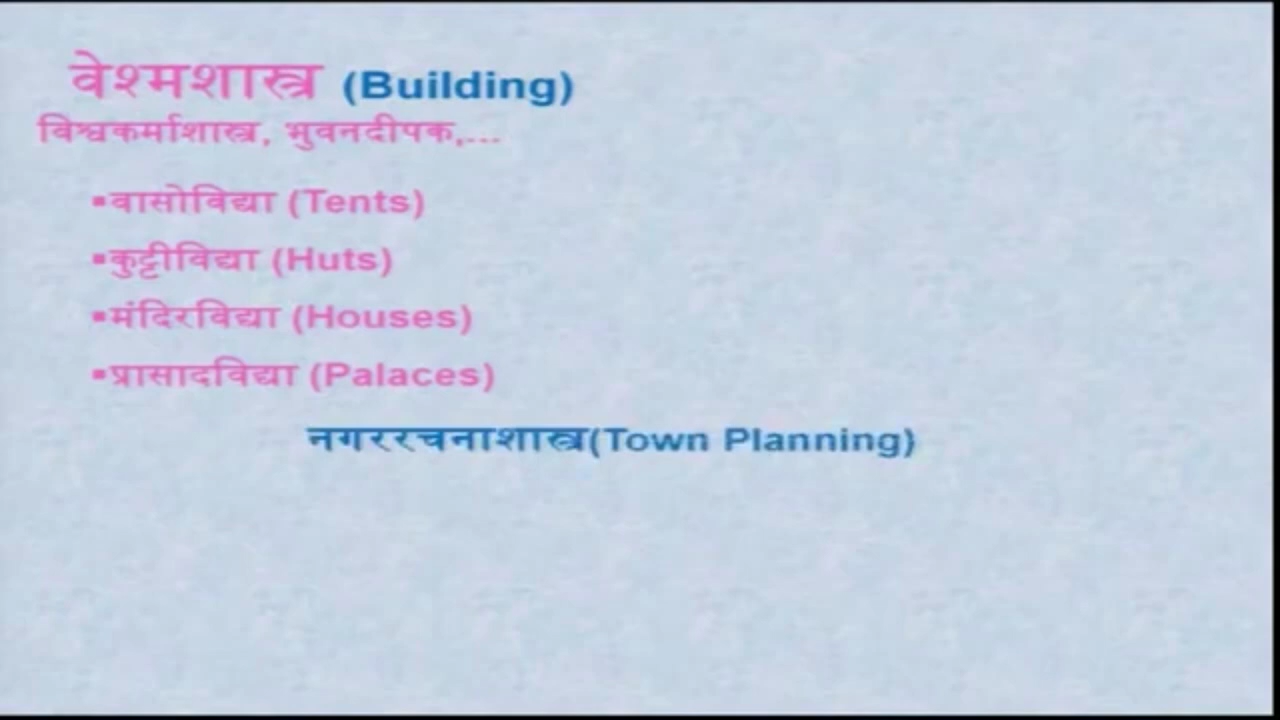 वेश्मशास्त्र (Building)
विश्वकर्माशास्त्र, भुवनदीपक,...
▪वासोविद्या (Tents)
▪कुट्टीविद्या (Huts)
▪मंदिरविद्या (Houses)
▪प्रासादविद्या (Palaces)
नगररचनाशास्त्र(Town Planning)